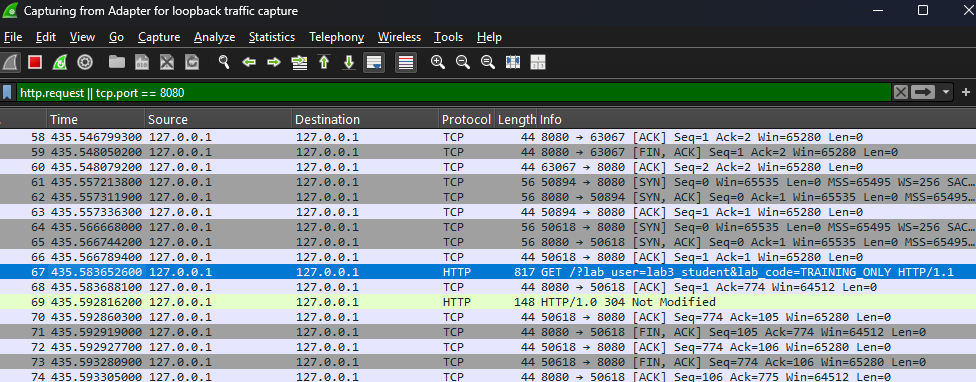 Capturing from Adapter for loopback traffic capture
File Edit View Go Capture Analyze Statistics Telephony Wireless Tools Help
http.request || tcp.port == 8080
Time Source Destination Protocol Length Info
58 435.546799300 127.0.0.1 127.0.0.1 TCP 44 8080 → 63067 [ACK] Seq=1 Ack=2 Win=65280 Len=0
59 435.548050200 127.0.0.1 127.0.0.1 TCP 44 8080 → 63067 [FIN, ACK] Seq=1 Ack=2 Win=65280 Len=0
60 435.548079200 127.0.0.1 127.0.0.1 TCP 44 63067 → 8080 [ACK] Seq=2 Ack=2 Win=65280 Len=0
61 435.557213800 127.0.0.1 127.0.0.1 TCP 56 50894 → 8080 [SYN] Seq=0 Win=65535 Len=0 MSS=65495 WS=256 SAC…
62 435.557311900 127.0.0.1 127.0.0.1 TCP 56 8080 → 50894 [SYN, ACK] Seq=0 Ack=1 Win=65535 Len=0 MSS=65495…
63 435.557336300 127.0.0.1 127.0.0.1 TCP 44 50894 → 8080 [ACK] Seq=1 Ack=1 Win=65280 Len=0
64 435.566668000 127.0.0.1 127.0.0.1 TCP 56 50618 → 8080 [SYN] Seq=0 Win=65535 Len=0 MSS=65495 WS=256 SAC…
65 435.566744200 127.0.0.1 127.0.0.1 TCP 56 8080 → 50618 [SYN, ACK] Seq=0 Ack=1 Win=65535 Len=0 MSS=65495…
66 435.566789400 127.0.0.1 127.0.0.1 TCP 44 50618 → 8080 [ACK] Seq=1 Ack=1 Win=65280 Len=0
67 435.583652600 127.0.0.1 127.0.0.1 HTTP 817 GET /?lab_user=lab3_student&lab_code=TRAINING_ONLY HTTP/1.1
68 435.583688100 127.0.0.1 127.0.0.1 TCP 44 8080 → 50618 [ACK] Seq=1 Ack=774 Win=64512 Len=0
69 435.592816200 127.0.0.1 127.0.0.1 HTTP 148 HTTP/1.0 304 Not Modified
70 435.592860300 127.0.0.1 127.0.0.1 TCP 44 50618 → 8080 [ACK] Seq=774 Ack=105 Win=65280 Len=0
71 435.592919000 127.0.0.1 127.0.0.1 TCP 44 8080 → 50618 [FIN, ACK] Seq=105 Ack=774 Win=64512 Len=0
72 435.592927700 127.0.0.1 127.0.0.1 TCP 44 50618 → 8080 [ACK] Seq=774 Ack=106 Win=65280 Len=0
73 435.593280900 127.0.0.1 127.0.0.1 TCP 44 50618 → 8080 [FIN, ACK] Seq=774 Ack=106 Win=65280 Len=0
74 435.593305000 127.0.0.1 127.0.0.1 TCP 44 8080 → 50618 [ACK] Seq=106 Ack=775 Win=64512 Len=0